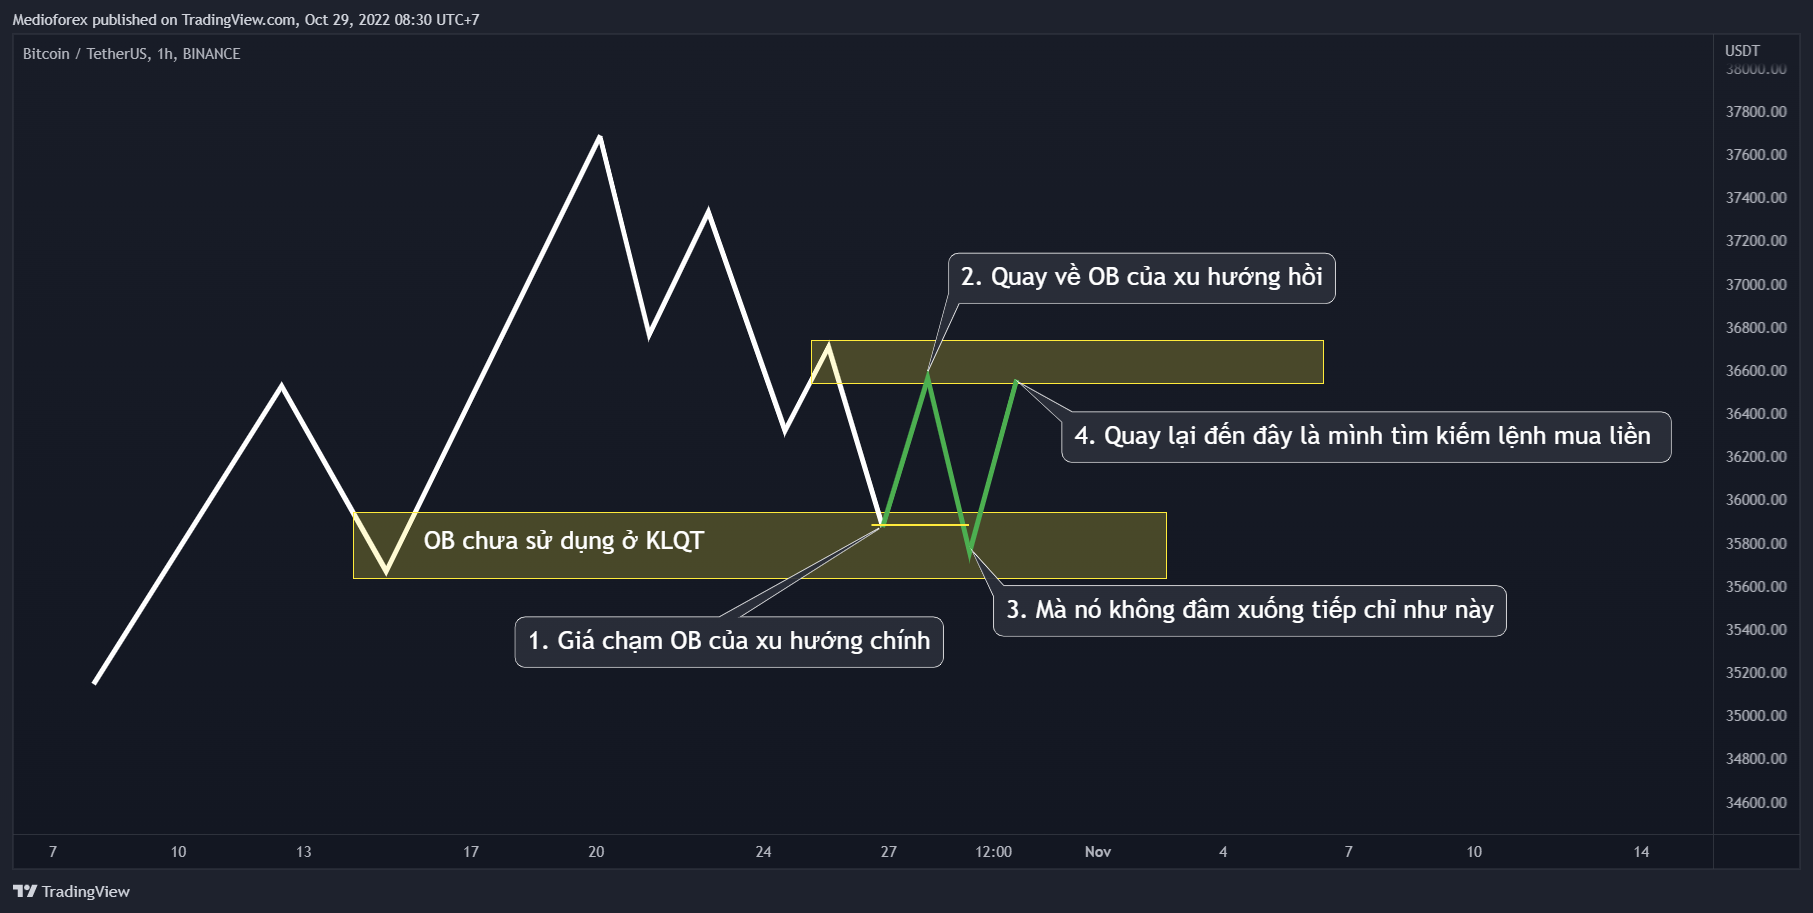 Medioforex published on TradingView.com, Oct 29, 2022 08:30 UTC+7
Bitcoin / TetherUS, 1h, BINANCE
USDT
38000.00
37800.00
37600.00
37400.00
37200.00
2. Quay về OB của xu hướng hồi
37000.00
36800.00
36600.00
36400.00
4. Quay lại đến đây là mình tìm kiếm lệnh mua liền
36200.00
36000.00
OB chưa sử dụng ở KLQT
35800.00
35600.00
3. Mà nó không đâm xuống tiếp chỉ như này
35400.00
1. Giá chạm OB của xu hướng chính
35200.00
35000.00
34800.00
34600.00
7 10 13 17 20 24 27 12:00 Nov 4 7 10 14
TradingView